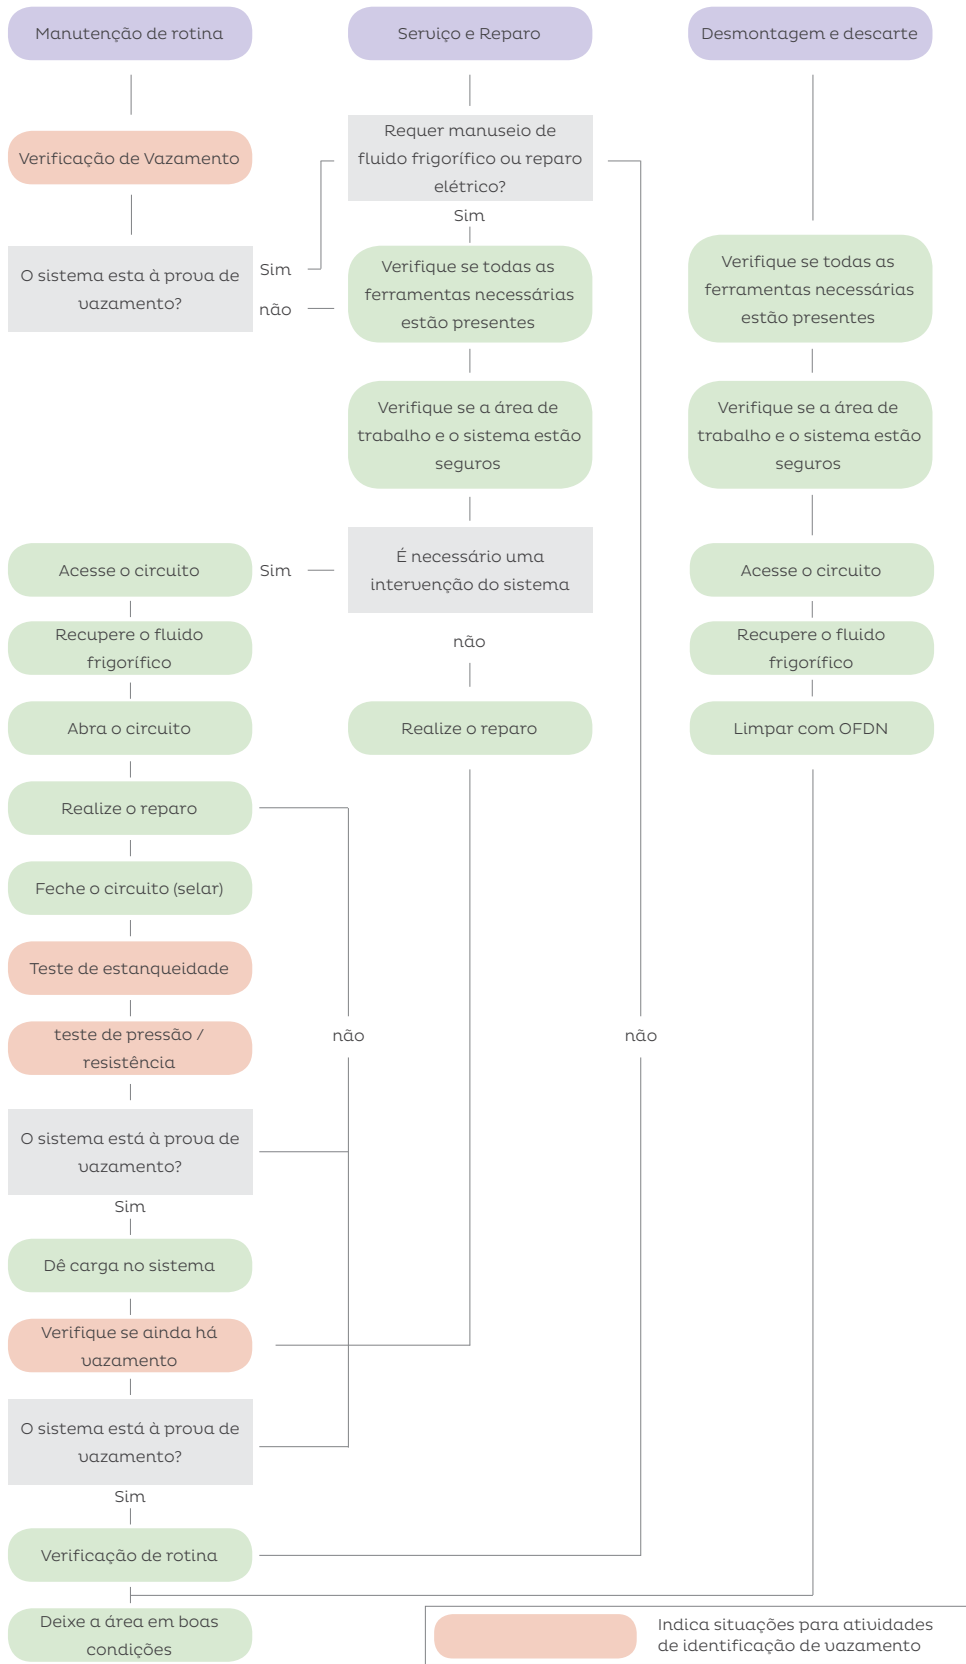 Manutenção de rotina
Serviço e Reparo
Desmontagem e descarte
Verificação de Vazamento
Requer manuseio de
fluido frigorífico ou reparo
elétrico?
Sim
O sistema esta à prova de
vazamento?
Sim
não
Verifique se todas as
ferramentas necessárias
estão presentes
Verifique se todas as
ferramentas necessárias
estão presentes
Verifique se a área de
trabalho e o sistema estão
seguros
Verifique se a área de
trabalho e o sistema estão
seguros
É necessário uma
intervenção do sistema
Sim
não
Realize o reparo
Acesse o circuito
Recupere o fluido
frigorífico
Abra o circuito
Realize o reparo
Feche o circuito (selar)
Teste de estanqueidade
teste de pressão /
resistência
O sistema está à prova de
vazamento?
Sim
Dê carga no sistema
Verifique se ainda há
vazamento
O sistema está à prova de
vazamento?
Sim
Verificação de rotina
Deixe a área em boas
condições
não
não
Acesse o circuito
Recupere o fluido
frigorífico
Limpar com OFDN
Indica situações para atividades
de identificação de vazamento